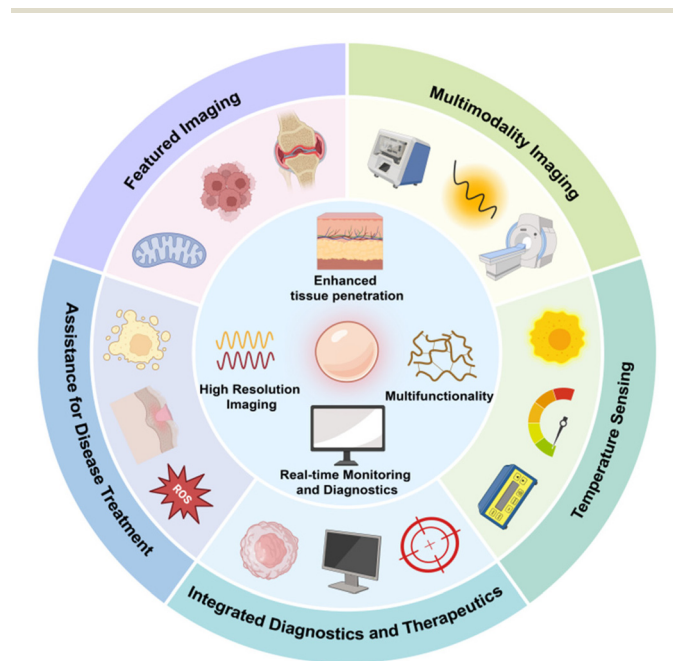 Featured Imaging
Multimodality Imaging
Temperature Sensing
Integrated Diagnostics and Therapeutics
Assistance for Disease Treatment
Enhanced
tissue penetration
High Resolution
Imaging
Multifunctionality
Real-time Monitoring
and Diagnostics
ROS